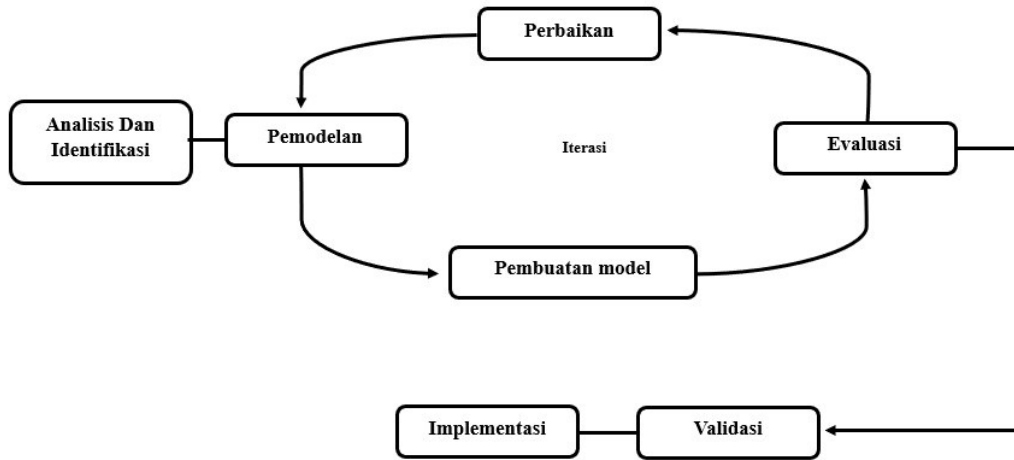 Perbaikan
Analisis Dan
Identifikasi
Pemodelan
Iterasi
Evaluasi
Pembuatan model
Implementasi
Validasi